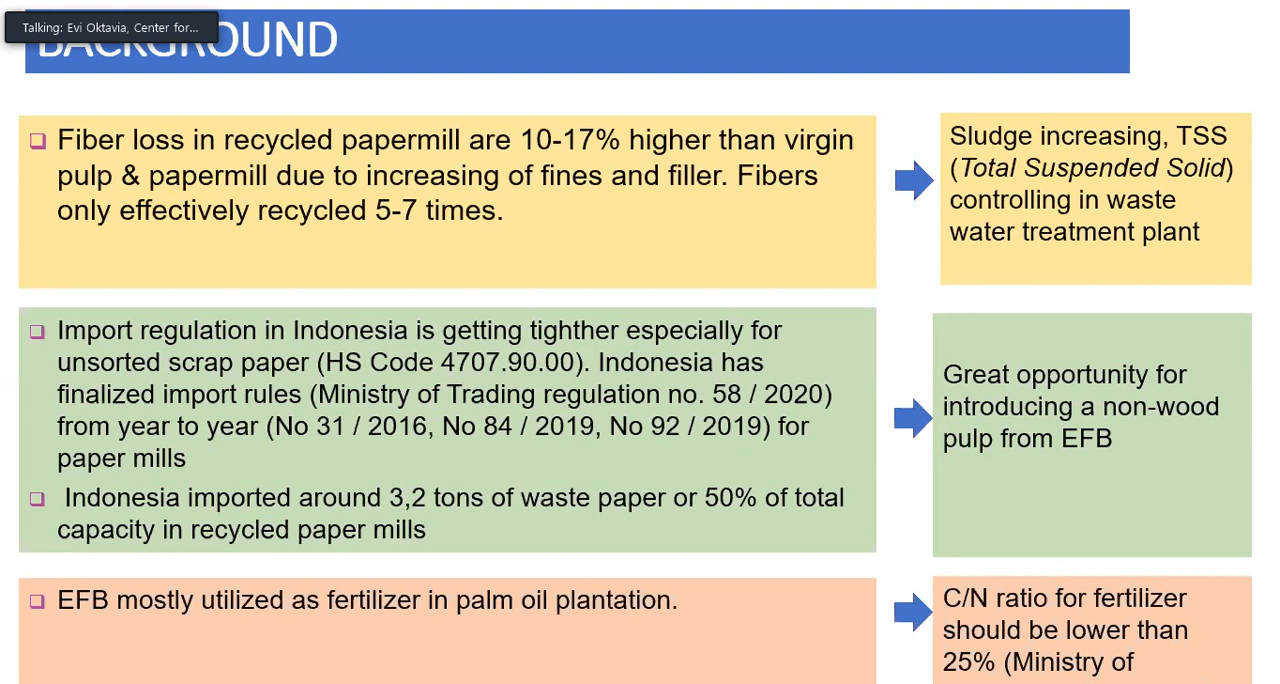 Talking: Evi Oktavia, Center for...
BACKGROUND
Fiber loss in recycled papermill are 10-17% higher than virgin
pulp & papermill due to increasing of fines and filler. Fibers
only effectively recycled 5-7 times.
Sludge increasing, TSS
(Total Suspended Solid)
controlling in waste
water treatment plant
Import regulation in Indonesia is getting tighther especially for
unsorted scrap paper (HS Code 4707.90.00). Indonesia has
finalized import rules (Ministry of Trading regulation no. 58 / 2020)
from year to year (No 31 / 2016, No 84 / 2019, No 92 / 2019) for
paper mills
Indonesia imported around 3,2 tons of waste paper or 50% of total
capacity in recycled paper mills
Great opportunity for
introducing a non-wood
pulp from EFB
EFB mostly utilized as fertilizer in palm oil plantation.
C/N ratio for fertilizer
should be lower than
25% (Ministry of